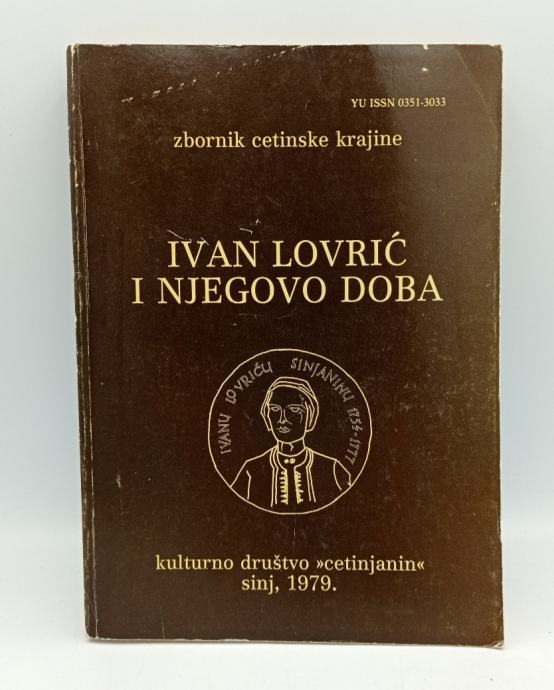 YU ISSN 0351-3033
zbornik cetinske krajine
IVAN LOVRIĆ
I NJEGOVO DOBA
IVANU LOVRIĆU SINJANINU 1754-1777
kulturno društvo »cetinjanin«
sinj, 1979.